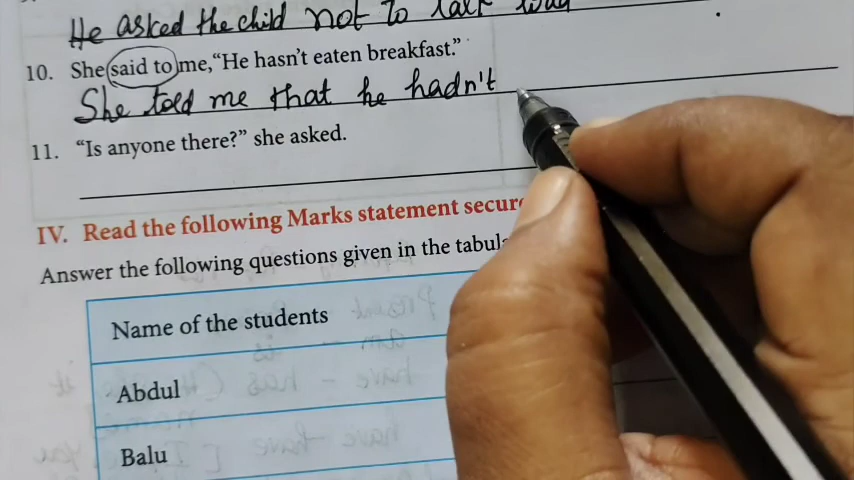 He asked the child not to talk way
10. She said to me, “He hasn’t eaten breakfast.”
She told me that he hadn't
11. “Is anyone there?” she asked.
IV. Read the following Marks statement secur
Answer the following questions given in the tabul
Name of the students
Abdul
Balu